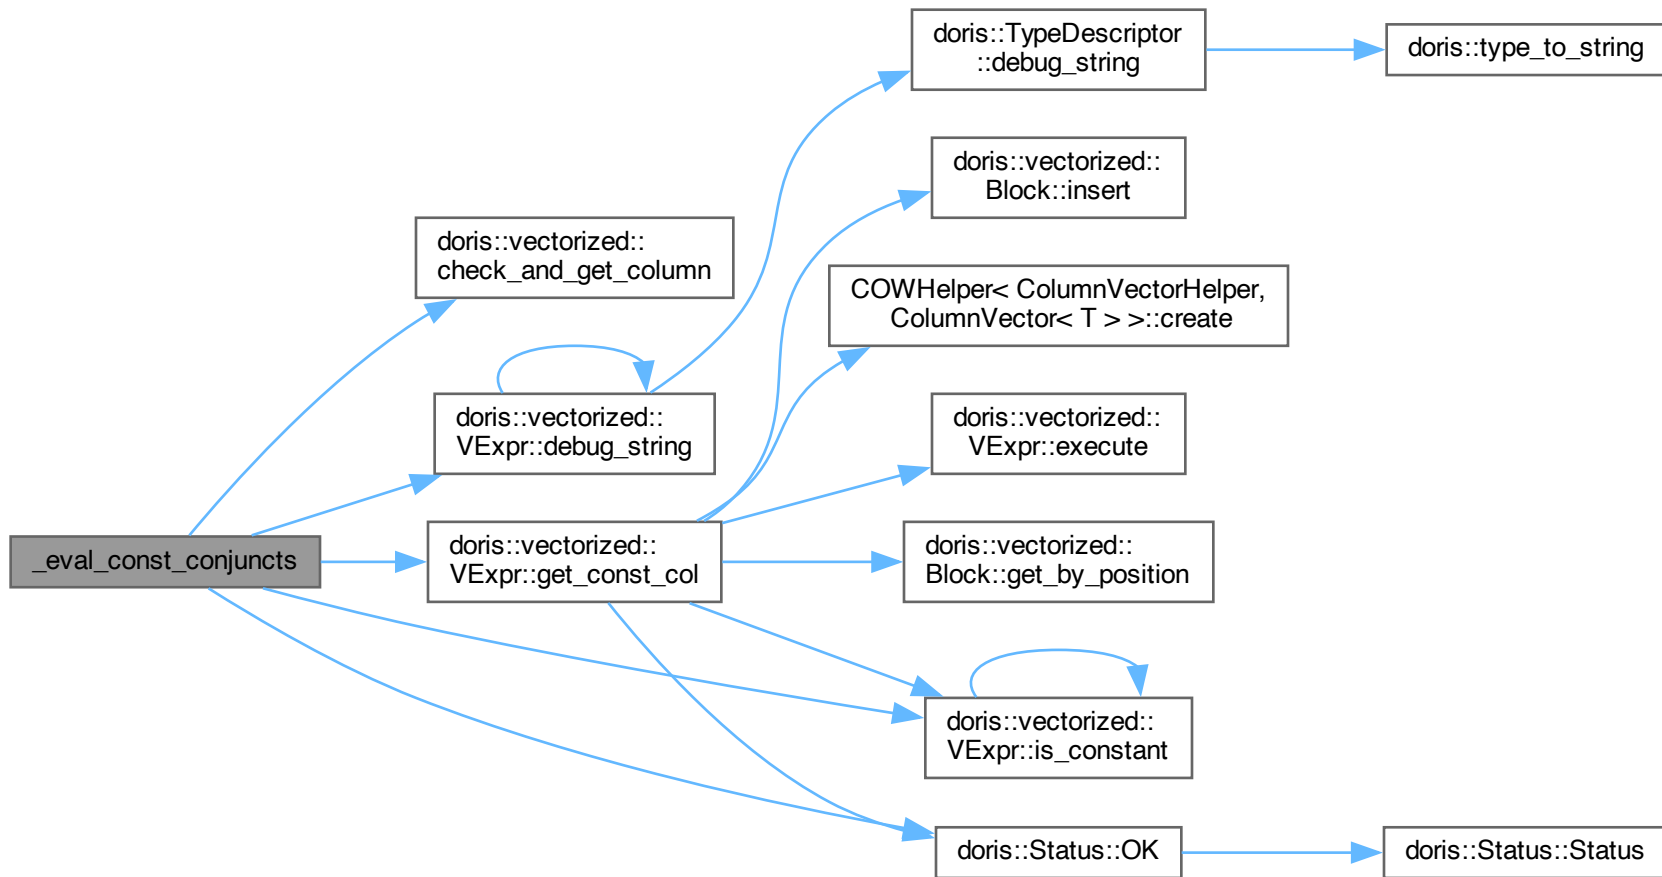 doris::TypeDescriptor
::debug_string
doris::type_to_string
doris::vectorized::
Block::insert
doris::vectorized::
check_and_get_column
COWHelper< ColumnVectorHelper,
ColumnVector< T > >::create
doris::vectorized::
VExpr::debug_string
doris::vectorized::
VExpr::execute
_eval_const_conjuncts
doris::vectorized::
VExpr::get_const_col
doris::vectorized::
Block::get_by_position
doris::vectorized::
VExpr::is_constant
doris::Status::OK
doris::Status::Status